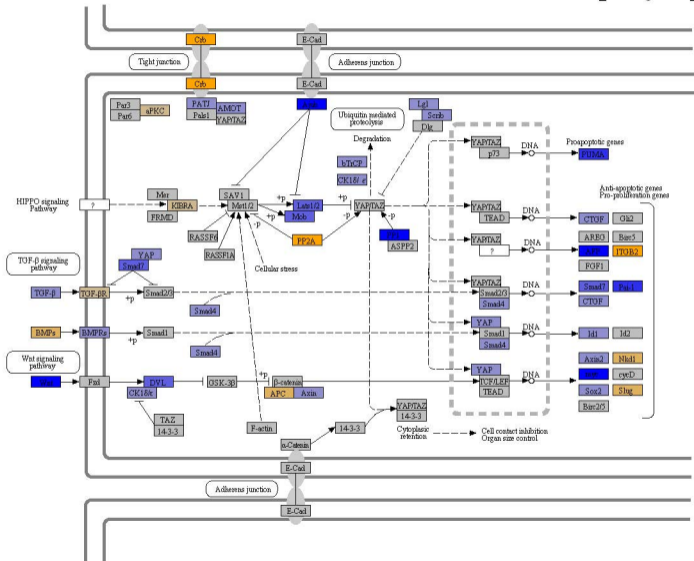 Crb
E-Cad
Tight junction
Adherens junction
Crb
E-Cad
Par3
Par6
aPKC
PATJ
Pals1
AMOT
YAP/TAZ
Actin
Ubiquitin mediated
proteolysis
Lgl
Scrib
Dlg
Degradation
bTrCP
CK1δ/ε
YAP/TAZ
p73
DNA
Proapoptotic genes
PUMA
HIPPO signaling
Pathway
?
Mer
KIBRA
FRMD
SAV1
Mst1/2
+p
+p
Lats1/2
Mob
+p
-p
YAP/TAZ
-p
-p
RASSF6
RASSF1A
PP2A
ASPP2
Cellular stress
YAP/TAZ
TEAD
DNA
Anti-apoptotic genes
Pro-proliferation genes
CTGF
Gli2
YAP/TAZ
?
DNA
AREG
Birc5
ITGB2
FGF1
TGF-β signaling
pathway
YAP
Smad7
TGF-β
TGF-βR
+p
Smad2/3
Smad4
YAP/TAZ
Smad2/3
Smad4
DNA
Smad7
Pai-1
CTGF
BMPs
BMPRs
+p
Smad1
Smad4
YAP
Smad1
Smad4
DNA
Id1
Id2
Wnt signaling
pathway
Wnt
Fzd
DVL
CK1δ/ε
GSK-3β
+p
β-catenin
APC
Axin
YAP
TCF/LEF
TEAD
DNA
Axin2
Nkd1
cycD
Sox2
Slug
Birc2/5
TAZ
14-3-3
F-actin
α-Catenin
14-3-3
YAP/TAZ
14-3-3
Cytoplasic
retention
Cell contact inhibition
Organ size control
E-Cad
Adherens junction
E-Cad